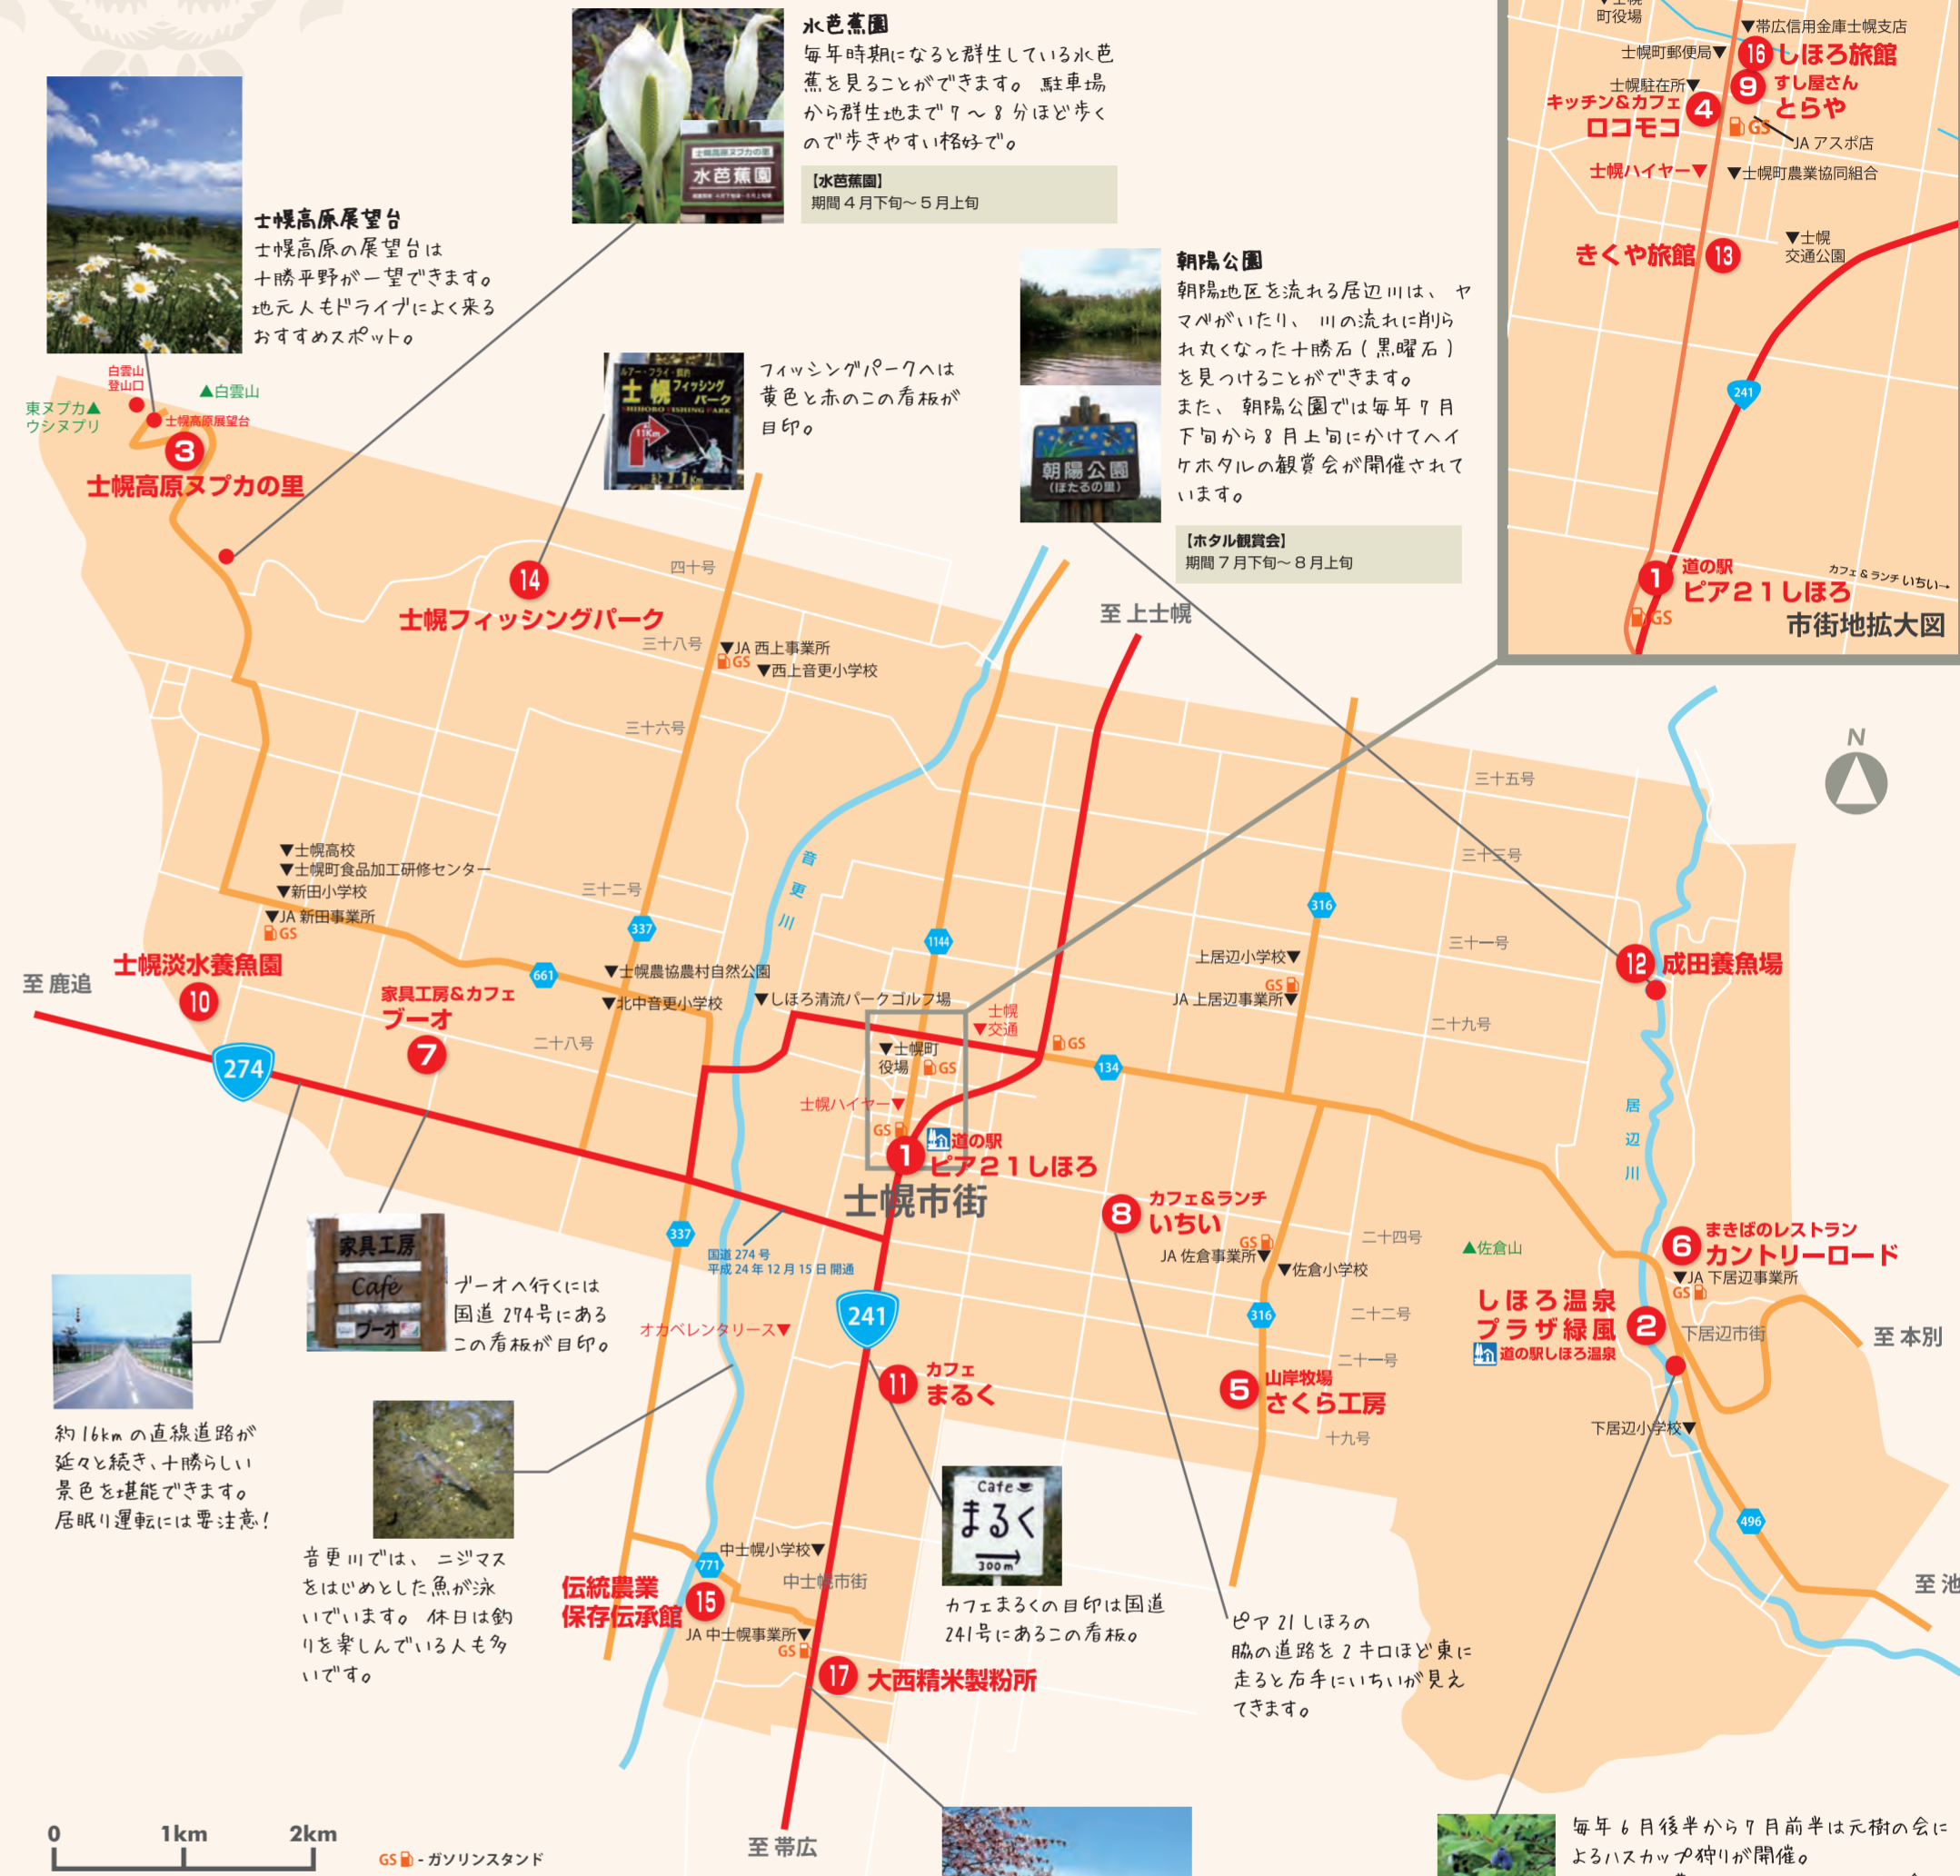 水芭蕉園
毎年時期になると群生している水芭
蕉を見ることができます。 駐車場
から群生地まで 7 ～ 8 分ほど歩く
ので歩きやすい格好で。
【水芭蕉園】
期間 4 月下旬～ 5 月上旬
士幌高原ヌプカの里
水芭蕉園
士幌高原展望台
士幌高原の展望台は
十勝平野が一望できます。
地元人もドライブによく来る
おすすめスポット。
白雲山
登山口
▲白雲山
東ヌプカ▲
ウシヌプリ
士幌高原展望台
3
士幌高原ヌプカの里
ルアー・フライ・餌釣
士幌フィッシング
パーク
SHIHORO FISHING PARK
11Km
フィッシングパークへは
黄色と赤のこの看板が
目印。
14
士幌フィッシングパーク
朝陽公園
朝陽地区を流れる居辺川は、 ヤ
マベがいたり、 川の流れに削ら
れ丸くなった十勝石 ( 黒曜石 )
を見つけることができます。
また、 朝陽公園では毎年 7 月
下旬から 8 月上旬にかけてヘイ
ケホタルの観賞会が開催されて
います。
朝陽公園
(ほたるの里)
【ホタル観賞会】
期間 7 月下旬～ 8 月上旬
町役場
▼帯広信用金庫士幌支店
士幌町郵便局▼
16 しほろ旅館
士幌駐在所▼
9 すし屋さん
とらや
キッチン&カフェ
ロコモコ 4
GS
JA アスポ店
士幌ハイヤー▼
▼士幌町農業協同組合
きくや旅館 13
▼士幌
交通公園
241
1 道の駅
ピア２１しほろ
カフェ & ランチ いちい→
GS
市街地拡大図
N
至 上士幌
四十号
三十八号
▼JA 西上事業所
GS
▼西上音更小学校
三十六号
三十五号
三十三号
三十二号
三十一号
二十九号
二十八号
▼士幌高校
▼士幌町食品加工研修センター
▼新田小学校
▼JA 新田事業所
GS
337
1144
316
音更川
士幌淡水養魚園
10
至 鹿追
274
家具工房&カフェ
ブーオ
7
661
▼士幌農協農村自然公園
▼北中音更小学校
▼しほろ清流パークゴルフ場
士幌
▼交通
▼士幌町
役場 GS
GS
134
士幌ハイヤー▼
GS
道の駅
1 ピア２１しほろ
士幌市街
上居辺小学校▼
GS
JA 上居辺事業所▼
12 成田養魚場
居辺川
8 カフェ&ランチ
いちい
GS
JA 佐倉事業所▼
▼佐倉小学校
二十四号
▲佐倉山
316
二十二号
二十一号
十九号
5 山岸牧場
さくら工房
6 まきばのレストラン
カントリーロード
▼JA 下居辺事業所
GS
しほろ温泉
プラザ緑風 2
道の駅しほろ温泉
下居辺市街
至 本別
下居辺小学校▼
496
至 池
337
国道 274 号
平成 24 年 12 月 15 日 開通
241
オカベレンタリース▼
11 カフェ
まるく
家具工房
Café
ブーオ
ブーオへ行くには
国道 274号にある
この看板が目印。
約 16km の直線道路が
延々と続き、十勝らしい
景色を堪能できます。
居眠り運転には要注意！
音更川では、 ニジマス
をはじめとした魚が泳
いでいます。 休日は釣
りを楽しんでいる人も多
いです。
771
中士幌小学校▼
中士幌市街
伝統農業
保存伝承館 15
JA 中士幌事業所▼
GS
17 大西精米製粉所
Cafe
まるく
300m
カフェまるくの目印は国道
241号にあるこの看板。
ピア 21しほろの
脇の道路を 2 キロほど東に
走ると右手にいちいが見え
てきます。
至 帯広
0 1km 2km
GS - ガソリンスタンド
毎年 6 月後半から 7 月前半は元樹の会に
よるハスカップ狩りが開催。